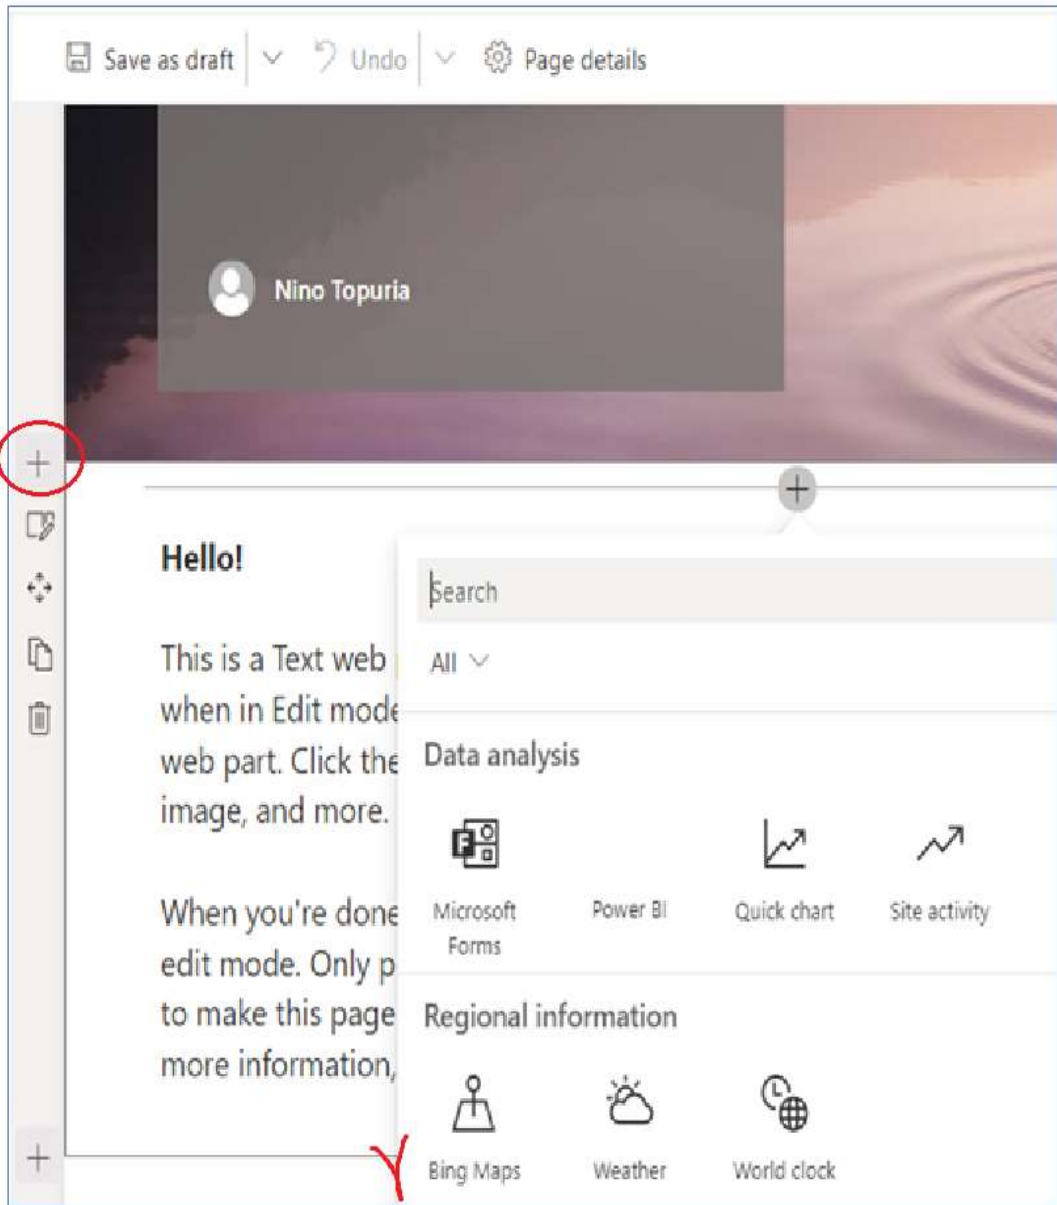 Save as draft Undo Page details
Nino Topuria
Hello!
This is a Text web
when in Edit mode
web part. Click the
image, and more.
When you're done
edit mode. Only p
to make this page
more information,
Search
All
Data analysis
Microsoft Forms
Power BI
Quick chart
Site activity
Regional information
Bing Maps
Weather
World clock